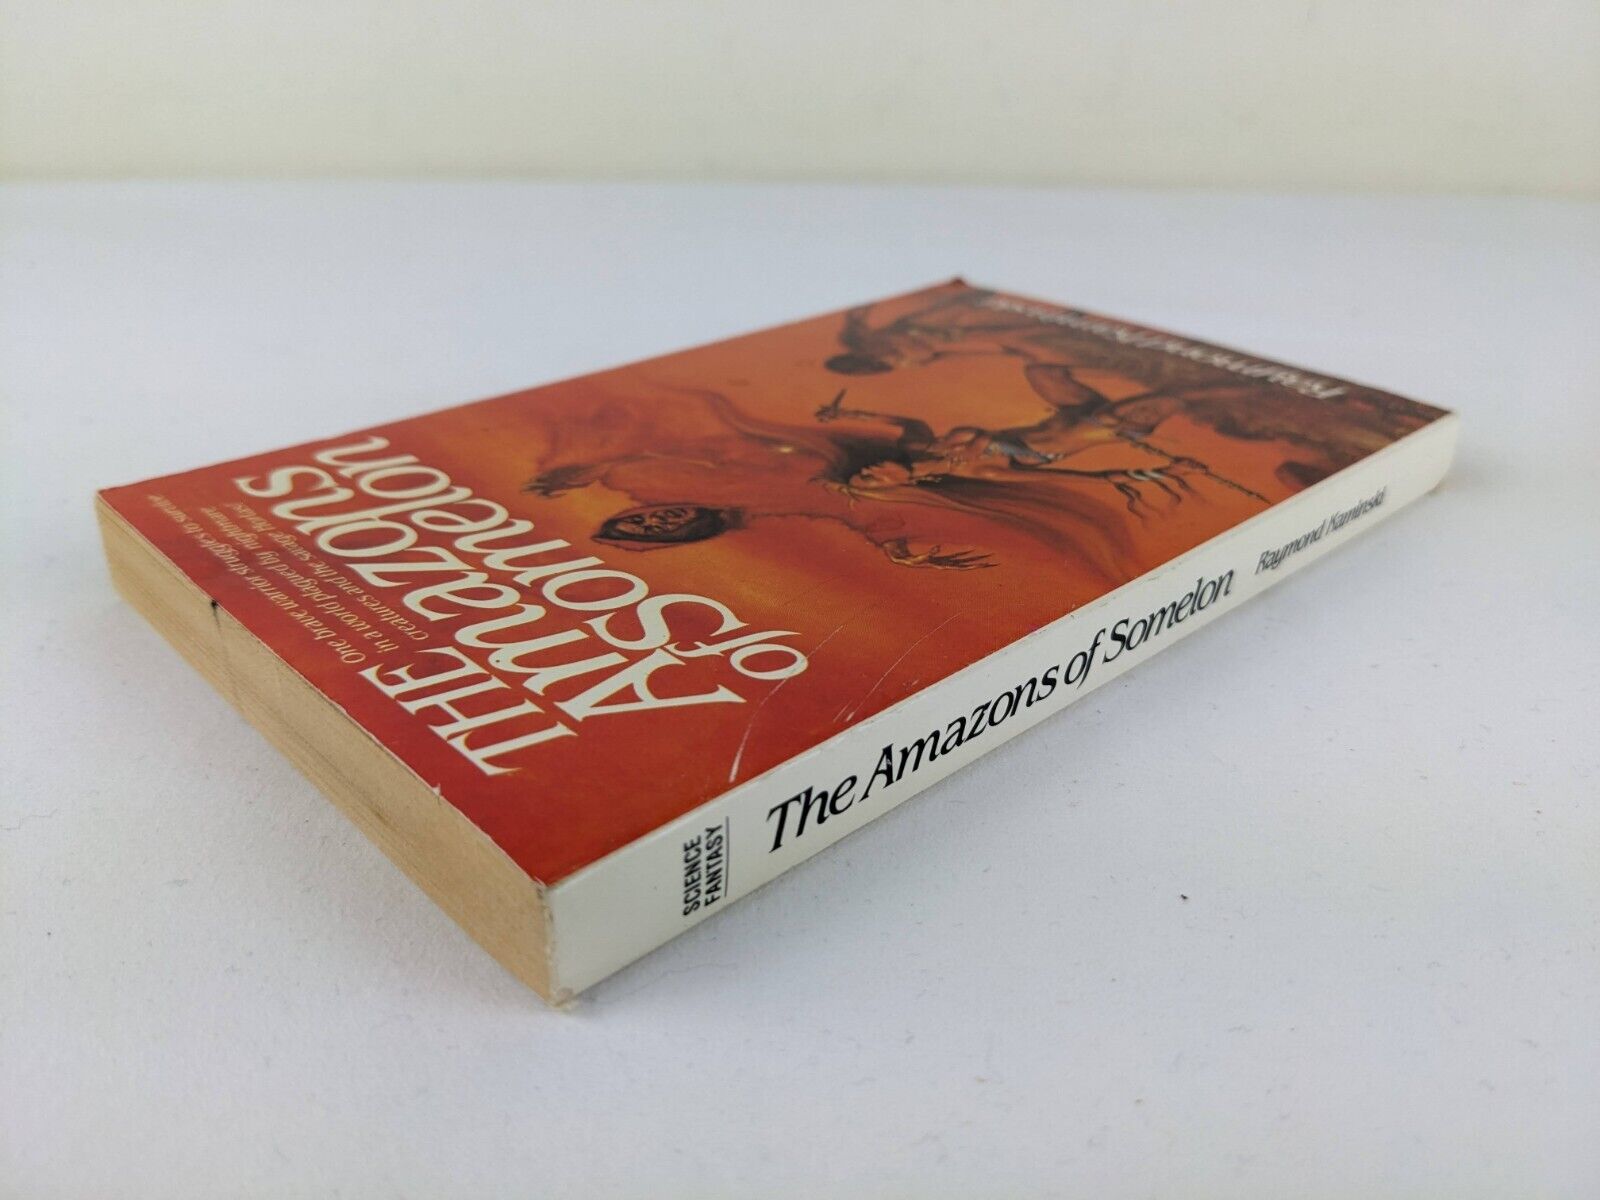 One brave warrior struggles to survive
in a world plagued by nightmare
creatures and the savage Thrinse!
THE
Amazons
of Somelon
Raymond Kaminski
SCIENCE
FANTASY
The Amazons of Somelon
Raymond Kaminski